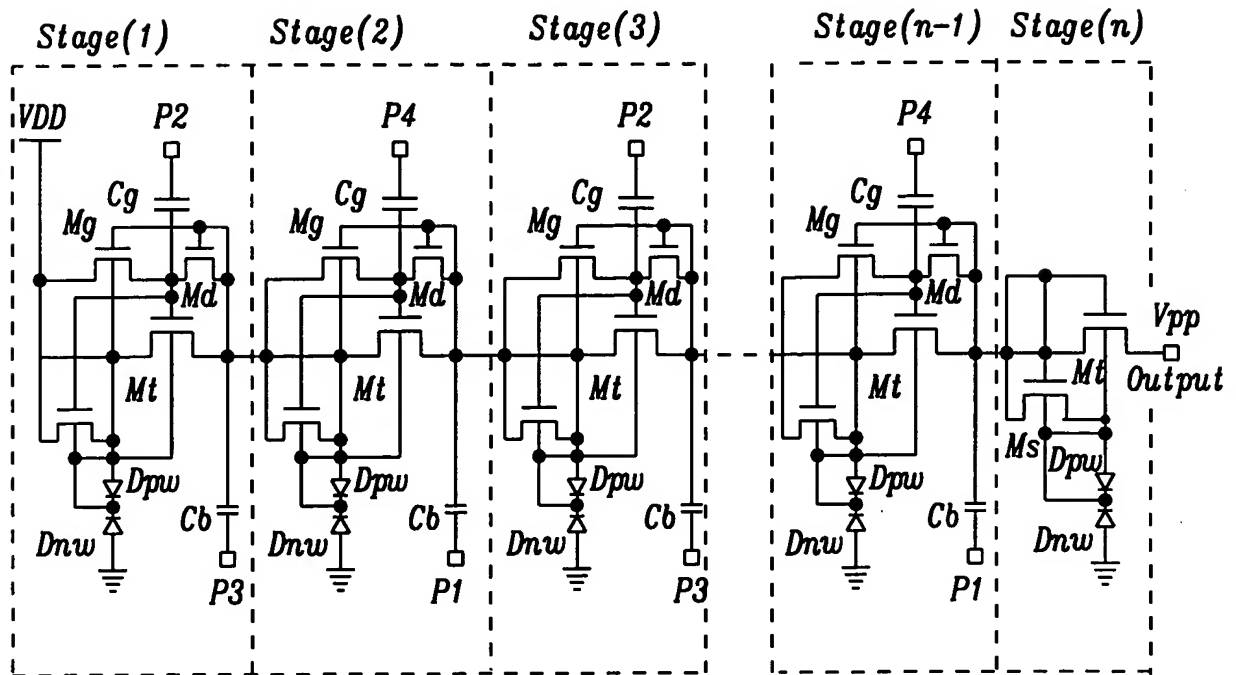 Stage(1) Stage(2) Stage(3) Stage(n-1) Stage(n)
VDD P2 P4 P2 P4
Cg Cg Cg Cg
Mg Mg Mg Mg
Md Md Md Md
Vpp
Mt Mt Mt Mt Mt Output
Ms
Dpw Dpw Dpw Dpw Dpw
Cb Cb Cb Cb
Dnw Dnw Dnw Dnw Dnw
P3 P1 P3 P1